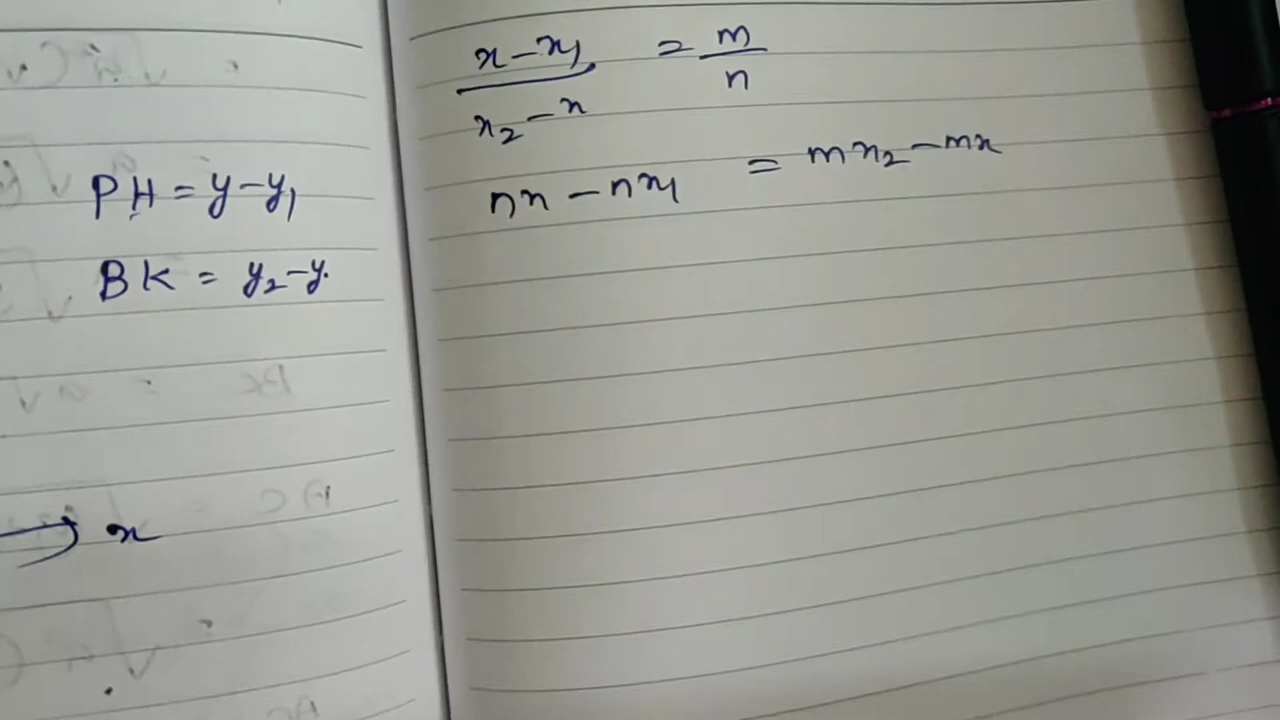 PH = y - y₁
BK = y₂ - y.
x
x - x₁ / x₂ - x = m / n
nx - nx₁ = mx₂ - mx